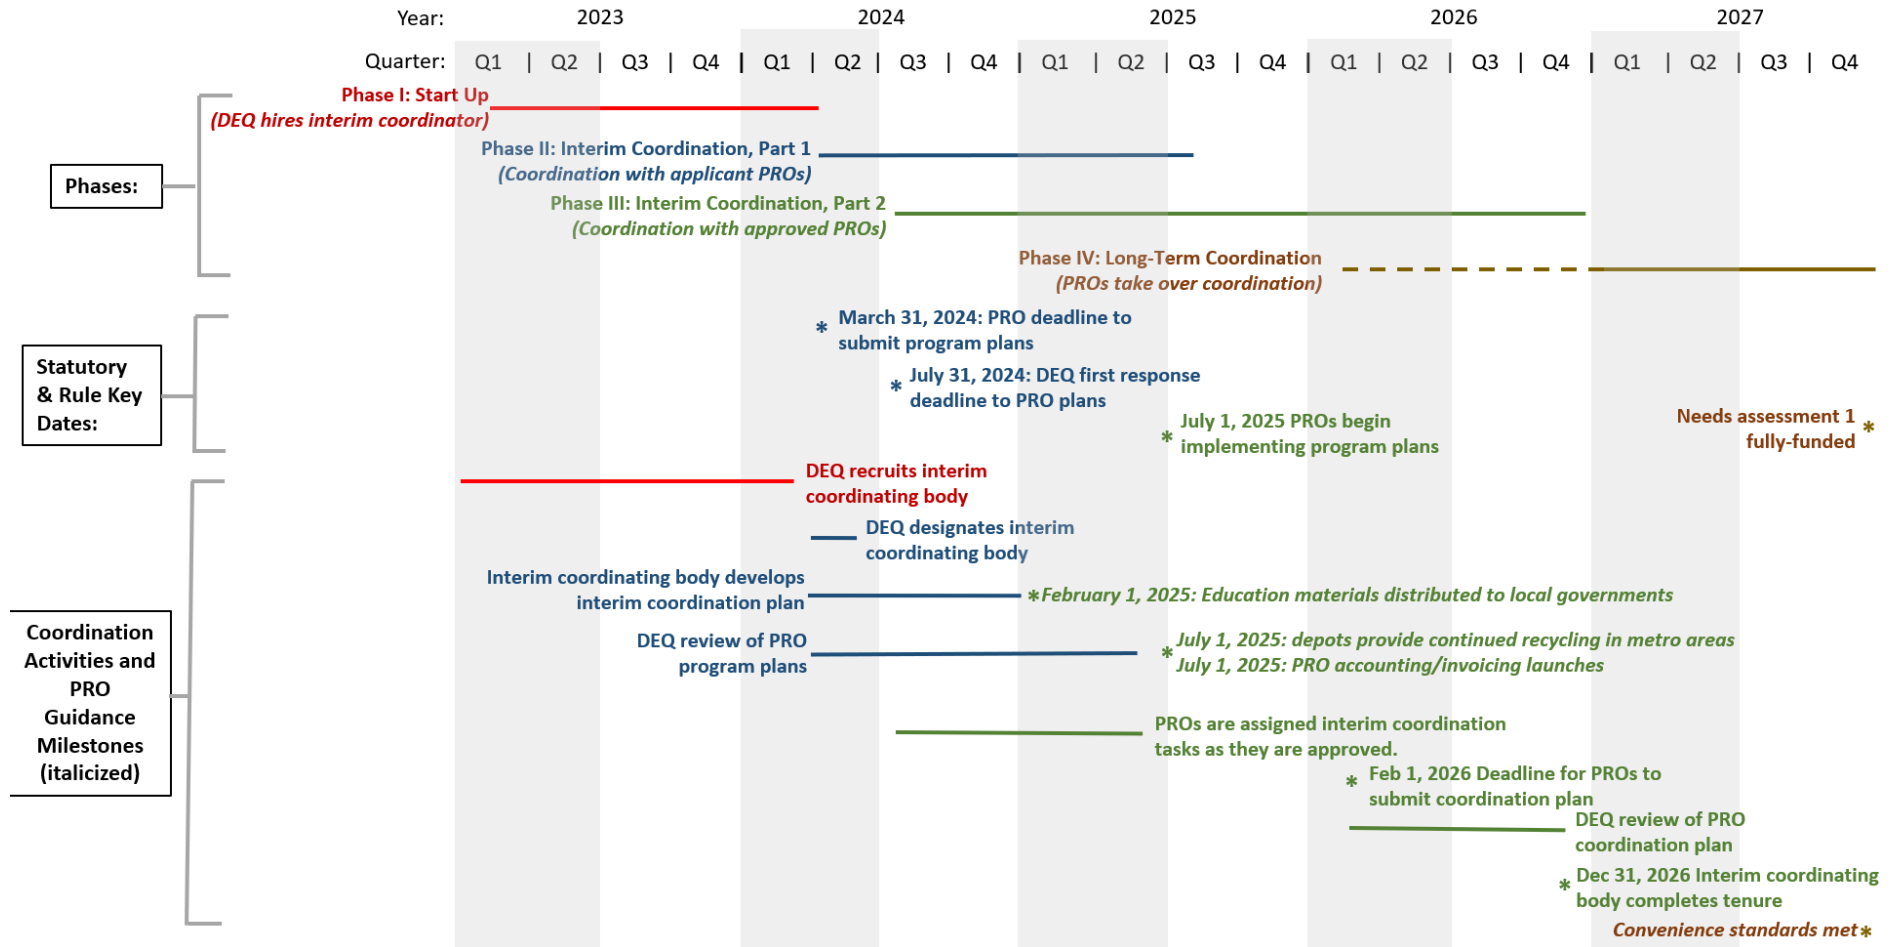 Year: 2023 2024 2025 2026 2027
Quarter: Q1 | Q2 | Q3 | Q4 | Q1 | Q2 | Q3 | Q4 | Q1 | Q2 | Q3 | Q4 | Q1 | Q2 | Q3 | Q4 | Q1 | Q2 | Q3 | Q4
Phases:
Phase I: Start Up
(DEQ hires interim coordinator)
Phase II: Interim Coordination, Part 1
(Coordination with applicant PROs)
Phase III: Interim Coordination, Part 2
(Coordination with approved PROs)
Phase IV: Long-Term Coordination
(PROs take over coordination)
Statutory
& Rule Key
Dates:
* March 31, 2024: PRO deadline to
submit program plans
* July 31, 2024: DEQ first response
deadline to PRO plans
* July 1, 2025 PROs begin
implementing program plans
Needs assessment 1
fully-funded *
Coordination
Activities and
PRO
Guidance
Milestones
(italicized)
DEQ recruits interim
coordinating body
DEQ designates interim
coordinating body
Interim coordinating body develops
interim coordination plan
*February 1, 2025: Education materials distributed to local governments
DEQ review of PRO
program plans
* July 1, 2025: depots provide continued recycling in metro areas
July 1, 2025: PRO accounting/invoicing launches
PROs are assigned interim coordination
tasks as they are approved.
* Feb 1, 2026 Deadline for PROs to
submit coordination plan
DEQ review of PRO
coordination plan
* Dec 31, 2026 Interim coordinating
body completes tenure
Convenience standards met*